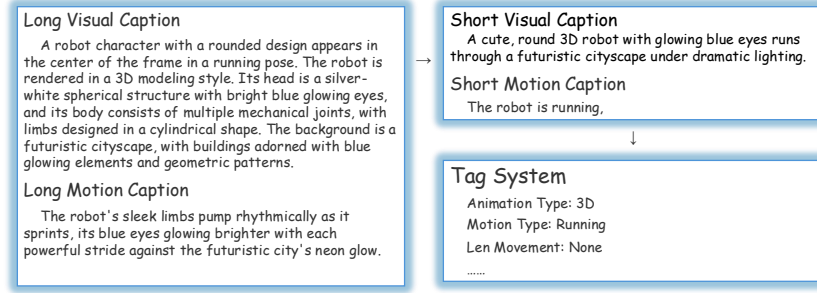 Long Visual Caption
A robot character with a rounded design appears in
the center of the frame in a running pose. The robot is
rendered in a 3D modeling style. Its head is a silver-
white spherical structure with bright blue glowing eyes,
and its body consists of multiple mechanical joints, with
limbs designed in a cylindrical shape. The background is a
futuristic cityscape, with buildings adorned with blue
glowing elements and geometric patterns.
Long Motion Caption
The robot's sleek limbs pump rhythmically as it
sprints, its blue eyes glowing brighter with each
powerful stride against the futuristic city's neon glow.
→
Short Visual Caption
A cute, round 3D robot with glowing blue eyes runs
through a futuristic cityscape under dramatic lighting.
Short Motion Caption
The robot is running,
↓
Tag System
Animation Type: 3D
Motion Type: Running
Len Movement: None
......